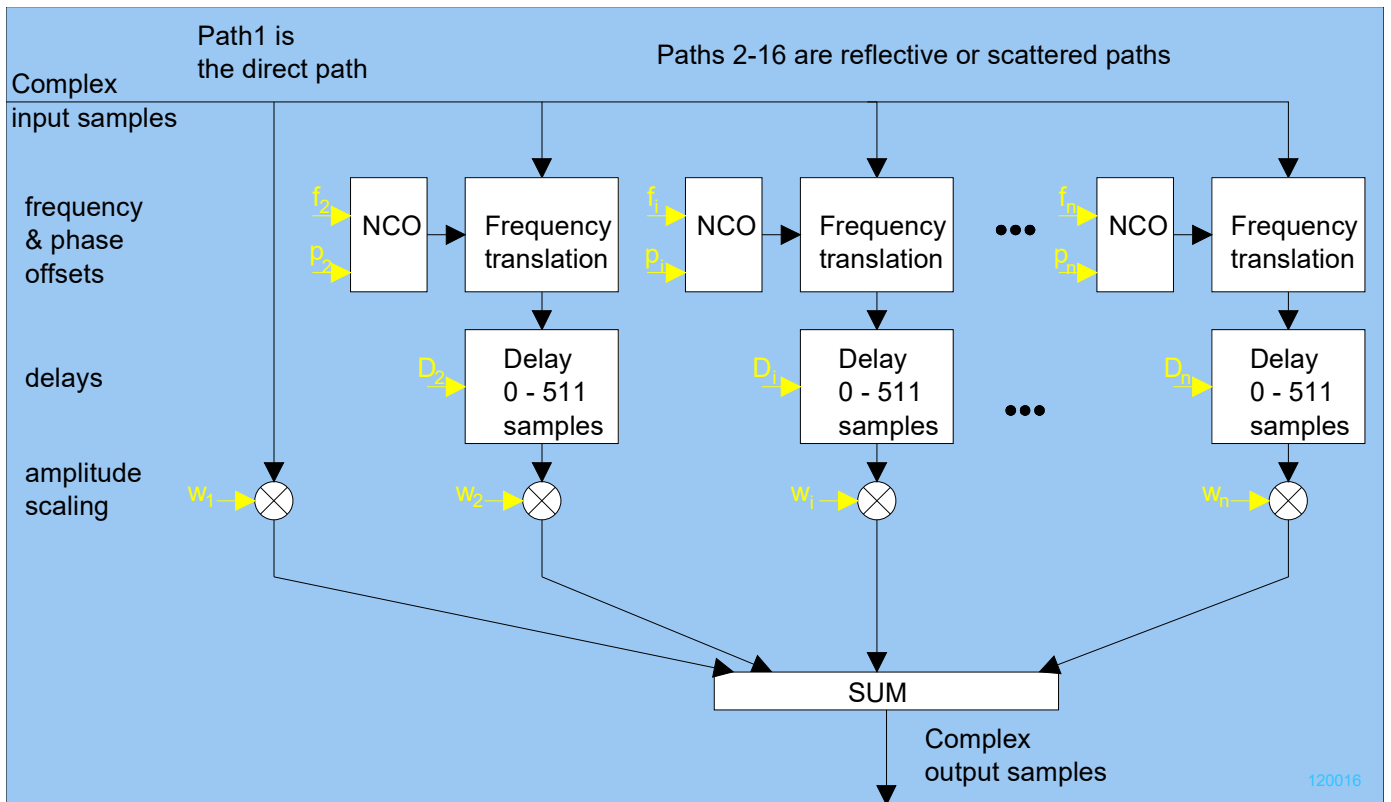 Path1 is
the direct path
Paths 2-16 are reflective or scattered paths
Complex
input samples
frequency
& phase
offsets
f2
p2
NCO
Frequency
translation
fi
pi
NCO
Frequency
translation
•••
fn
pn
NCO
Frequency
translation
delays
D2
Delay
0 - 511
samples
Di
Delay
0 - 511
samples
•••
Dn
Delay
0 - 511
samples
amplitude
scaling
w1
w2
wi
wn
SUM
Complex
output samples
120016